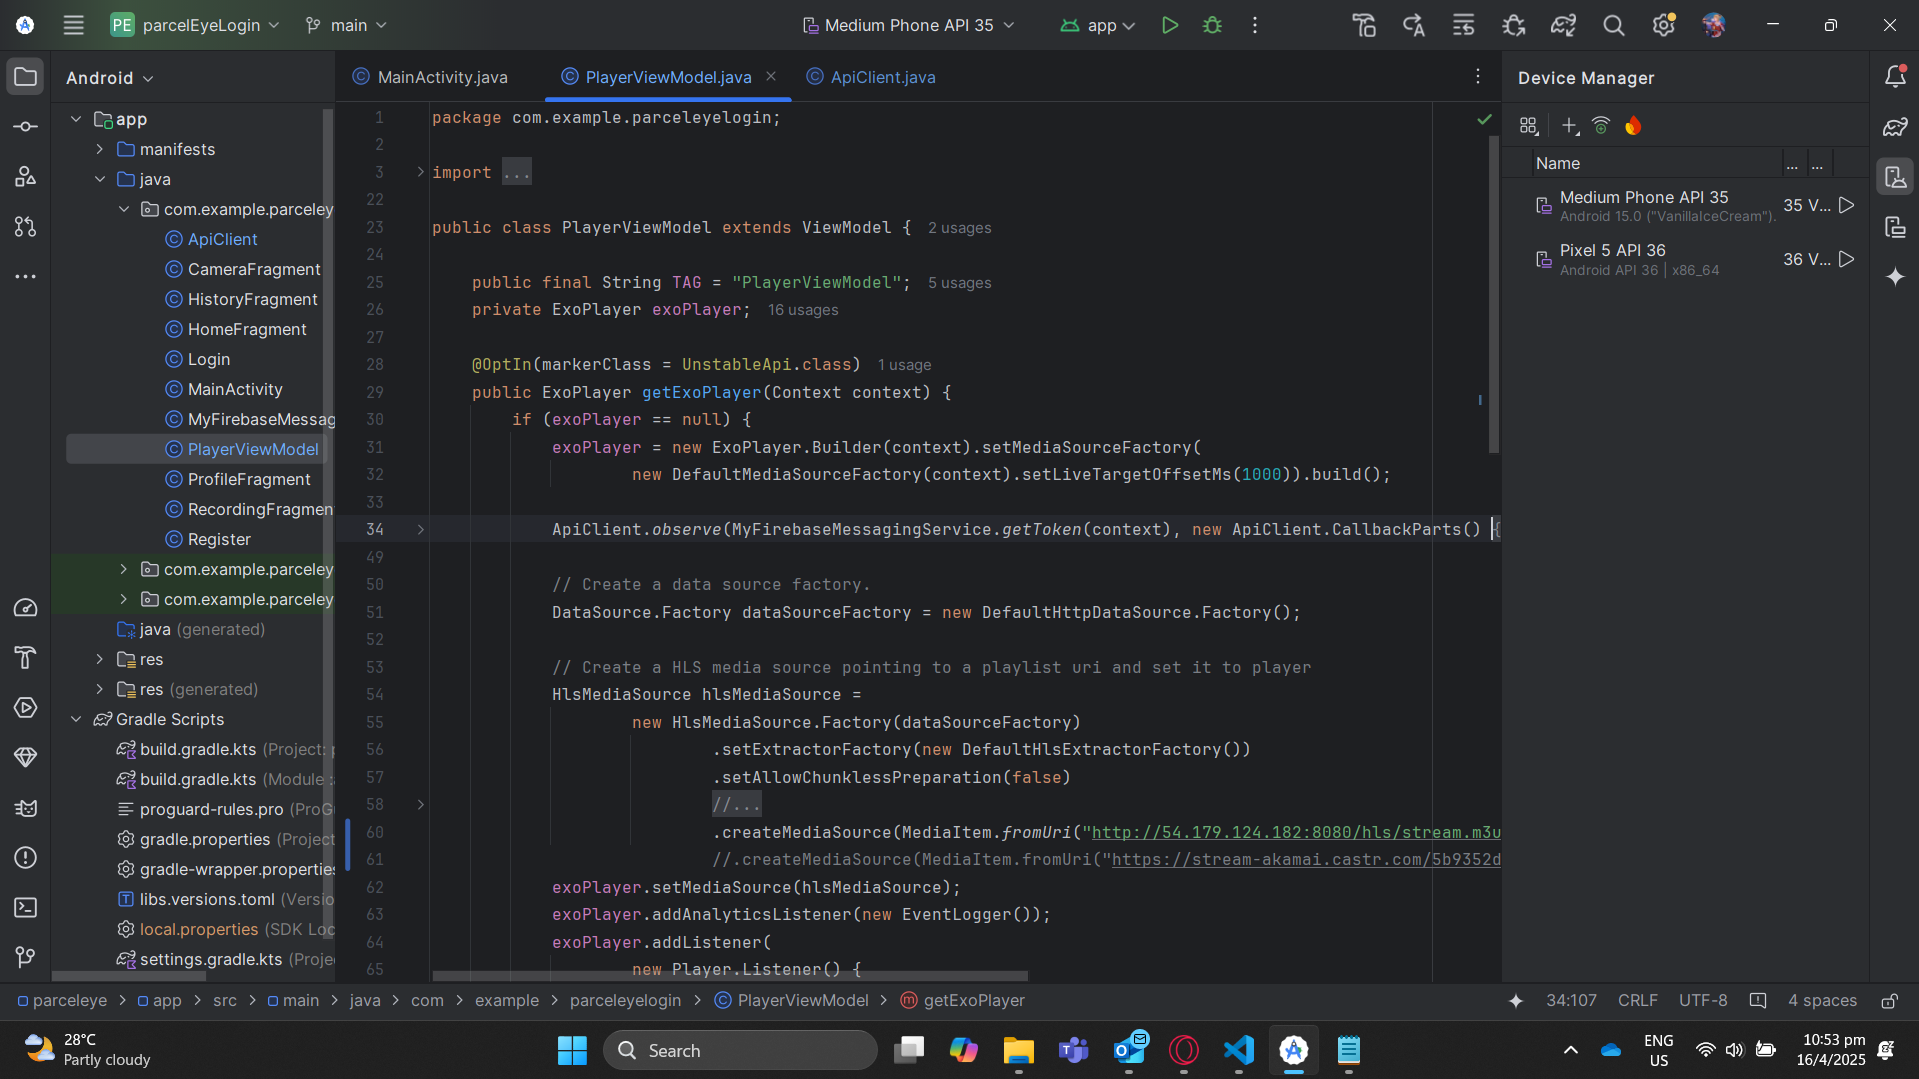 PE parcelEyeLogin main Medium Phone API 35 app
Android
MainActivity.java PlayerViewModel.java ApiClient.java
Device Manager
app
manifests
java
com.example.parceley
ApiClient
CameraFragment
HistoryFragment
HomeFragment
Login
MainActivity
MyFirebaseMessag
PlayerViewModel
ProfileFragment
RecordingFragmen
Register
com.example.parceley
com.example.parceley
java (generated)
res
res (generated)
Gradle Scripts
build.gradle.kts (Project: p
build.gradle.kts (Module :a
proguard-rules.pro (ProGu
gradle.properties (Project
gradle-wrapper.properties
libs.versions.toml (Versio
local.properties (SDK Loc
settings.gradle.kts (Proje
1 package com.example.parceleyelogin;
2
3 import ...
22
23 public class PlayerViewModel extends ViewModel { 2 usages
24
25 public final String TAG = "PlayerViewModel"; 5 usages
26 private ExoPlayer exoPlayer; 16 usages
27
28 @OptIn(markerClass = UnstableApi.class) 1 usage
29 public ExoPlayer getExoPlayer(Context context) {
30 if (exoPlayer == null) {
31 exoPlayer = new ExoPlayer.Builder(context).setMediaSourceFactory(
32 new DefaultMediaSourceFactory(context).setLiveTargetOffsetMs(1000)).build();
33
34 ApiClient.observe(MyFirebaseMessagingService.getToken(context), new ApiClient.CallbackParts() {
49
50 // Create a data source factory.
51 DataSource.Factory dataSourceFactory = new DefaultHttpDataSource.Factory();
52
53 // Create a HLS media source pointing to a playlist uri and set it to player
54 HlsMediaSource hlsMediaSource =
55 new HlsMediaSource.Factory(dataSourceFactory)
56 .setExtractorFactory(new DefaultHlsExtractorFactory())
57 .setAllowChunklessPreparation(false)
58 //...
60 .createMediaSource(MediaItem.fromUri("http://54.179.124.182:8080/hls/stream.m3u
61 //.createMediaSource(MediaItem.fromUri("https://stream-akamai.castr.com/5b9352d
62 exoPlayer.setMediaSource(hlsMediaSource);
63 exoPlayer.addAnalyticsListener(new EventLogger());
64 exoPlayer.addListener(
65 new Player.Listener() {
Name ... ...
Medium Phone API 35
Android 15.0 ("VanillaIceCream"). 35 V...
Pixel 5 API 36
Android API 36 | x86_64 36 V...
parceleye > app > src > main > java > com > example > parceleyelogin > PlayerViewModel > getExoPlayer
34:107 CRLF UTF-8 4 spaces
28°C
Partly cloudy
Search
ENG
US
10:53 pm
16/4/2025